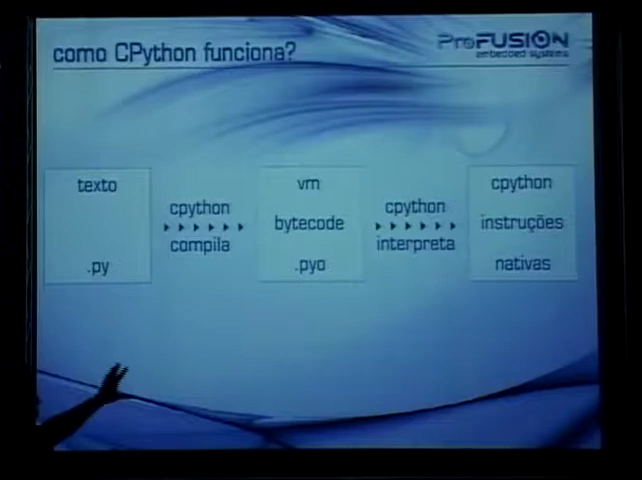 como CPython funciona?
ProFUSION
embedded systems
texto
.py
cpython
compila
vm
bytecode
.pyo
cpython
interpreta
cpython
instruções
nativas